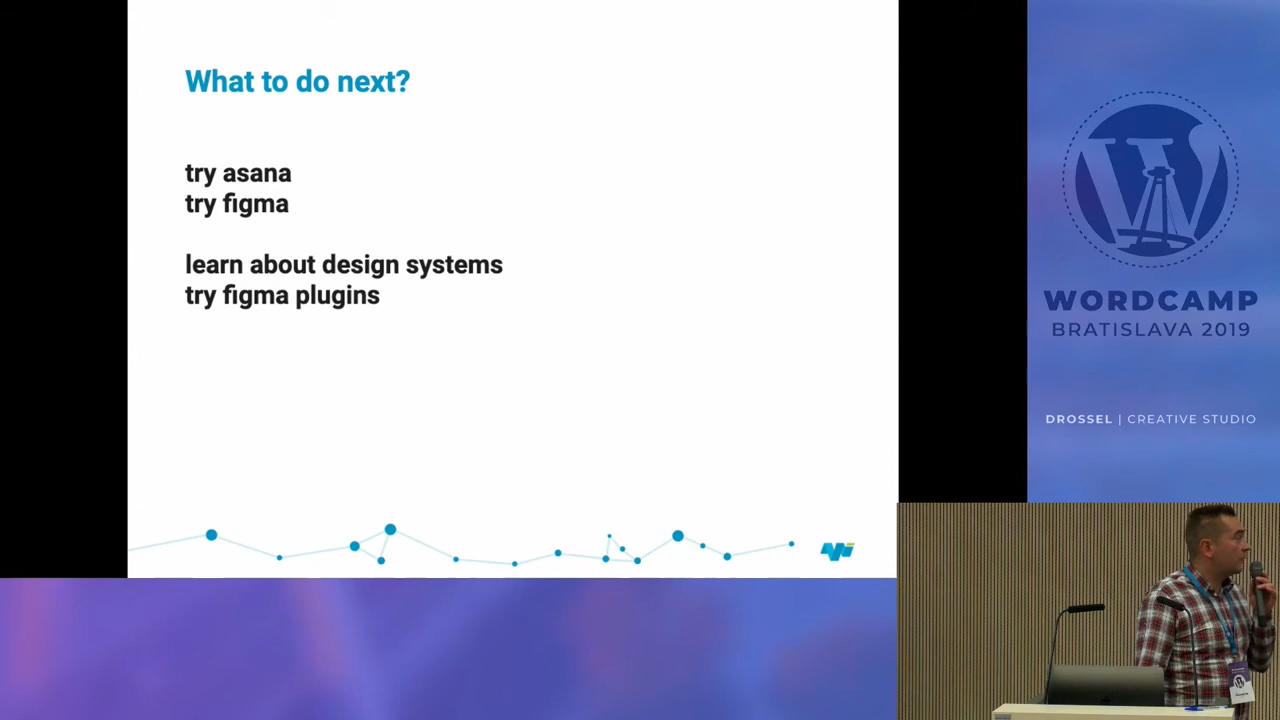 What to do next?
try asana
try figma
learn about design systems
try figma plugins
WORDCAMP
BRATISLAVA 2019
DROSSEL | CREATIVE STUDIO